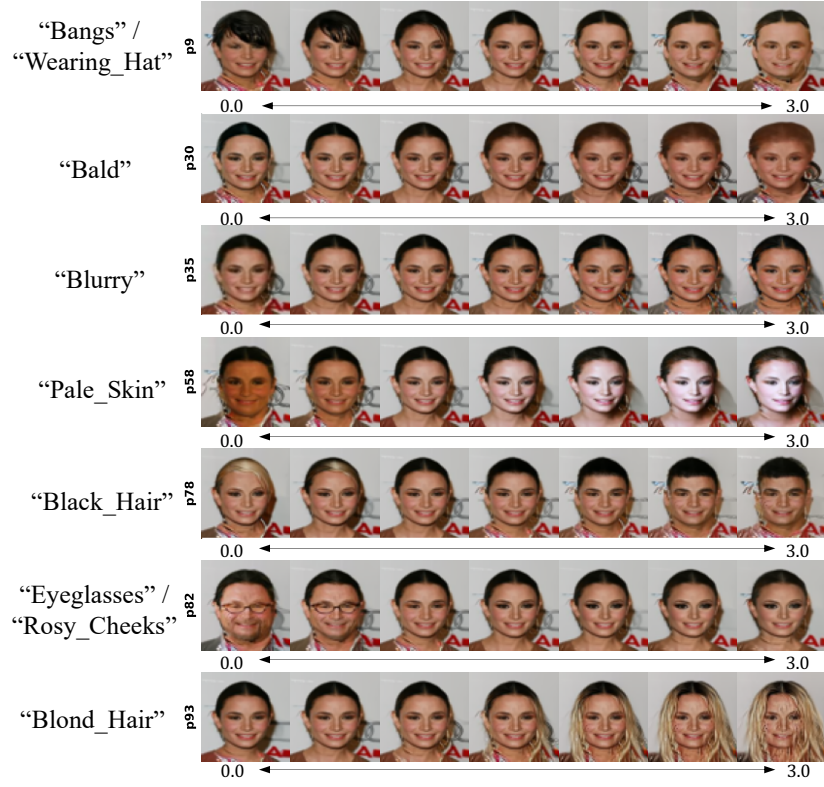 “Bangs” /
“Wearing_Hat”
p9
0.0
3.0
“Bald”
p30
0.0
3.0
“Blurry”
p35
0.0
3.0
“Pale_Skin”
p58
0.0
3.0
“Black_Hair”
p78
0.0
3.0
“Eyeglasses” /
“Rosy_Cheeks”
p82
0.0
3.0
“Blond_Hair”
p93
0.0
3.0